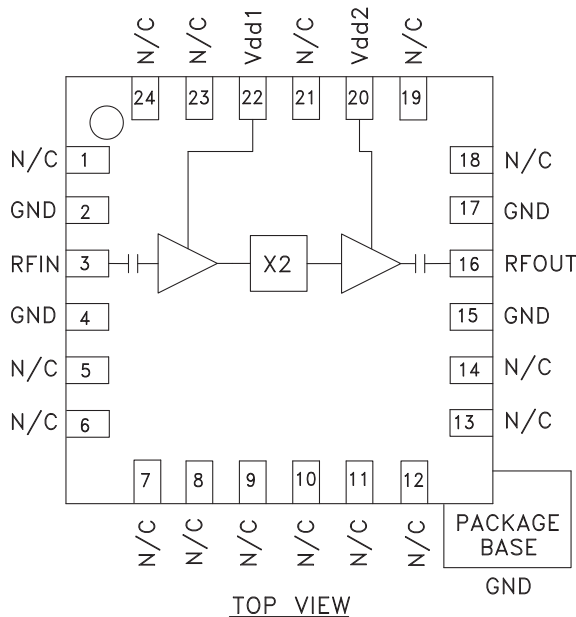 N/C N/C Vdd1 N/C Vdd2 N/C
24 23 22 21 20 19
N/C 1 18 N/C
GND 2 17 GND
RFIN 3 X2 16 RFOUT
GND 4 15 GND
N/C 5 14 N/C
N/C 6 13 N/C
7 8 9 10 11 12
N/C N/C N/C N/C N/C N/C
PACKAGE
BASE
GND
TOP VIEW